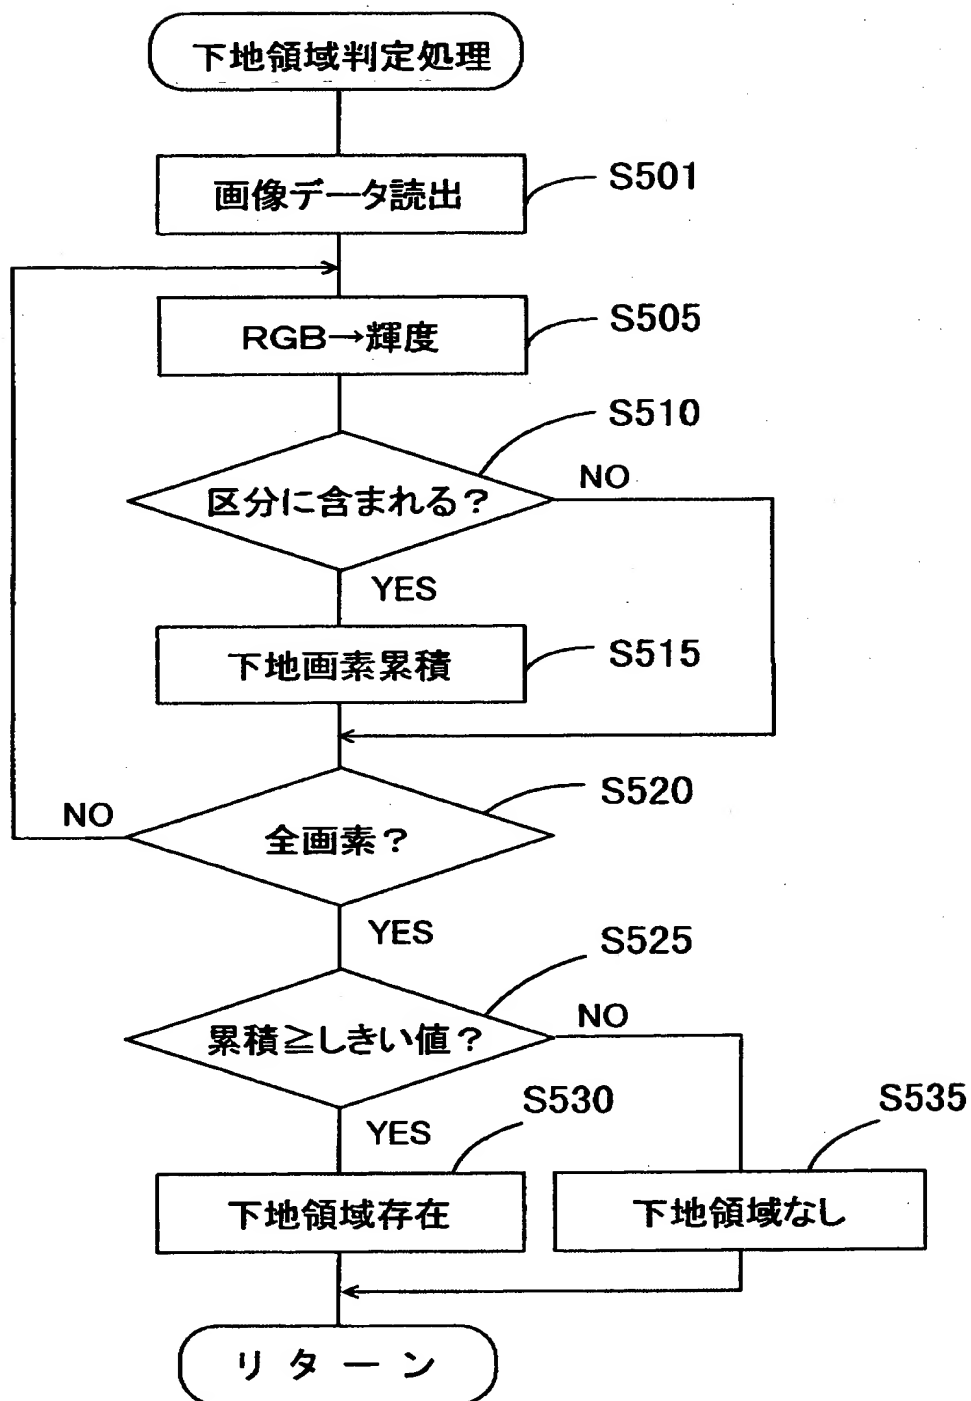 下地領域判定処理
画像データ読出
S501
RGB→輝度
S505
S510
区分に含まれる？
NO
YES
下地画素累積
S515
S520
NO
全画素？
YES
S525
累積≧しきい値？
NO
YES
S530
S535
下地領域存在
下地領域なし
リターン